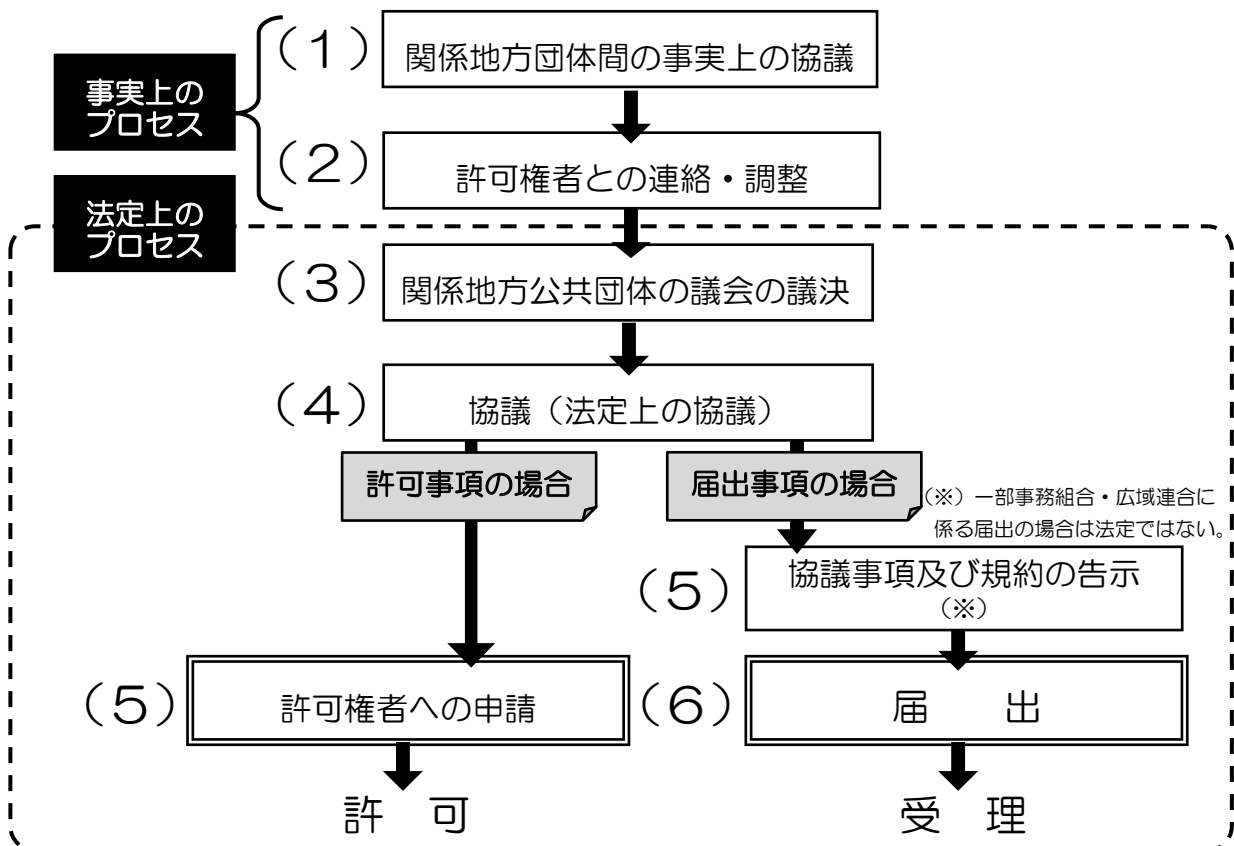 （１） 関係地方団体間の事実上の協議
事実上の
プロセス
（２） 許可権者との連絡・調整
法定上の
プロセス
（３） 関係地方公共団体の議会の議決
（４） 協議（法定上の協議）
許可事項の場合
届出事項の場合
（※）一部事務組合・広域連合に
係る届出の場合は法定ではない。
（５） 協議事項及び規約の告示
（※）
（５） 許可権者への申請
（６） 届　出
許　可
受　理